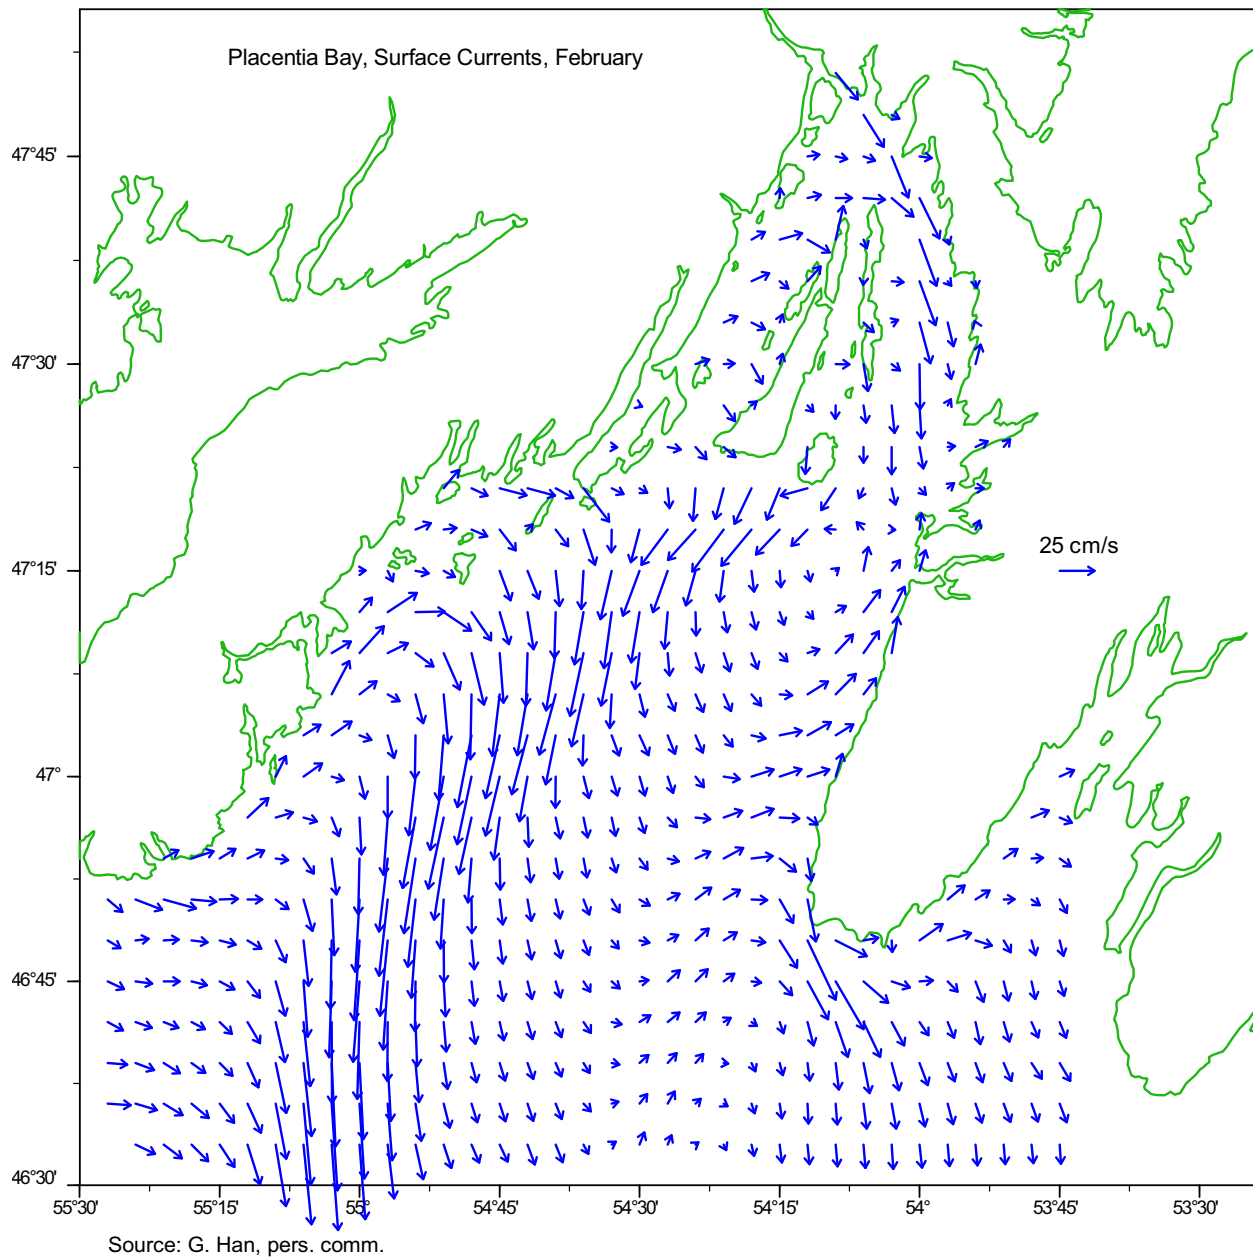 Placentia Bay, Surface Currents, February
47°45'
47°30'
25 cm/s
47°15'
47°
46°45'
46°30'
55°30' 55°15' 55° 54°45' 54°30' 54°15' 54° 53°45' 53°30'
Source: G. Han, pers. comm.